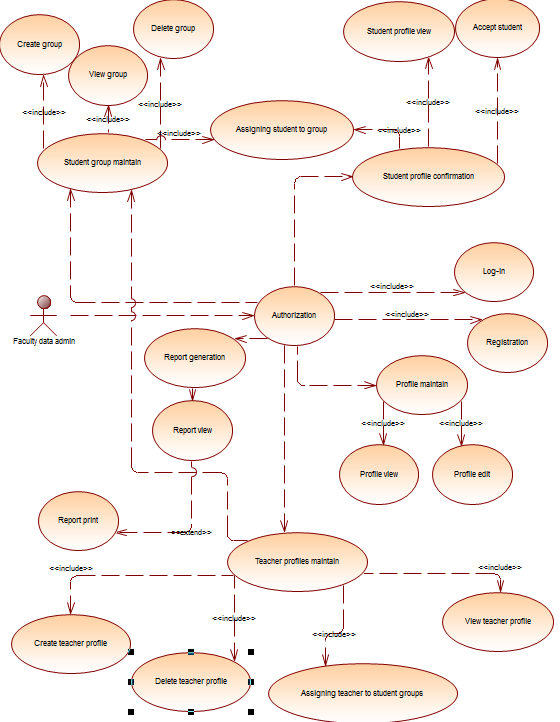 Delete group
Student profile view
Accept student
Create group
View group
<<include>>
<<include>>
<<include>>
<<include>>
<<include>>
<<include>>
<<include>>
Assigning student to group
Student group maintain
Student profile confirmation
Log-In
<<include>>
Authorization
<<include>>
Faculty data admin
Registration
Report generation
Profile maintain
<<include>>
<<include>>
Report view
Profile view
Profile edit
Report print
<<extend>>
Teacher profiles maintain
<<include>>
<<include>>
<<include>>
View teacher profile
<<include>>
Create teacher profile
Delete teacher profile
Assigning teacher to student groups